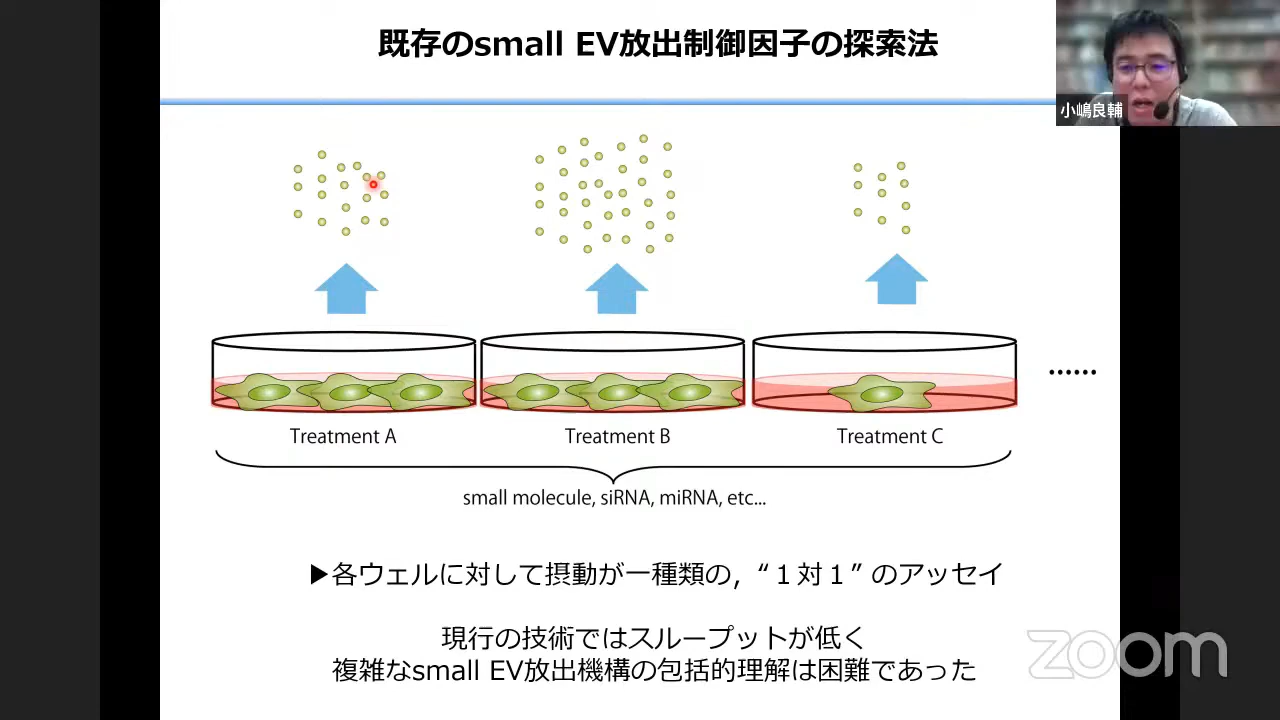 既存のsmall EV放出制御因子の探索法
小嶋良輔
Treatment A
Treatment B
Treatment C
......
small molecule, siRNA, miRNA, etc...
▶各ウェルに対して摂動が一種類の, “１対１” のアッセイ
現行の技術ではスループットが低く
複雑なsmall EV放出機構の包括的理解は困難であった
zoom